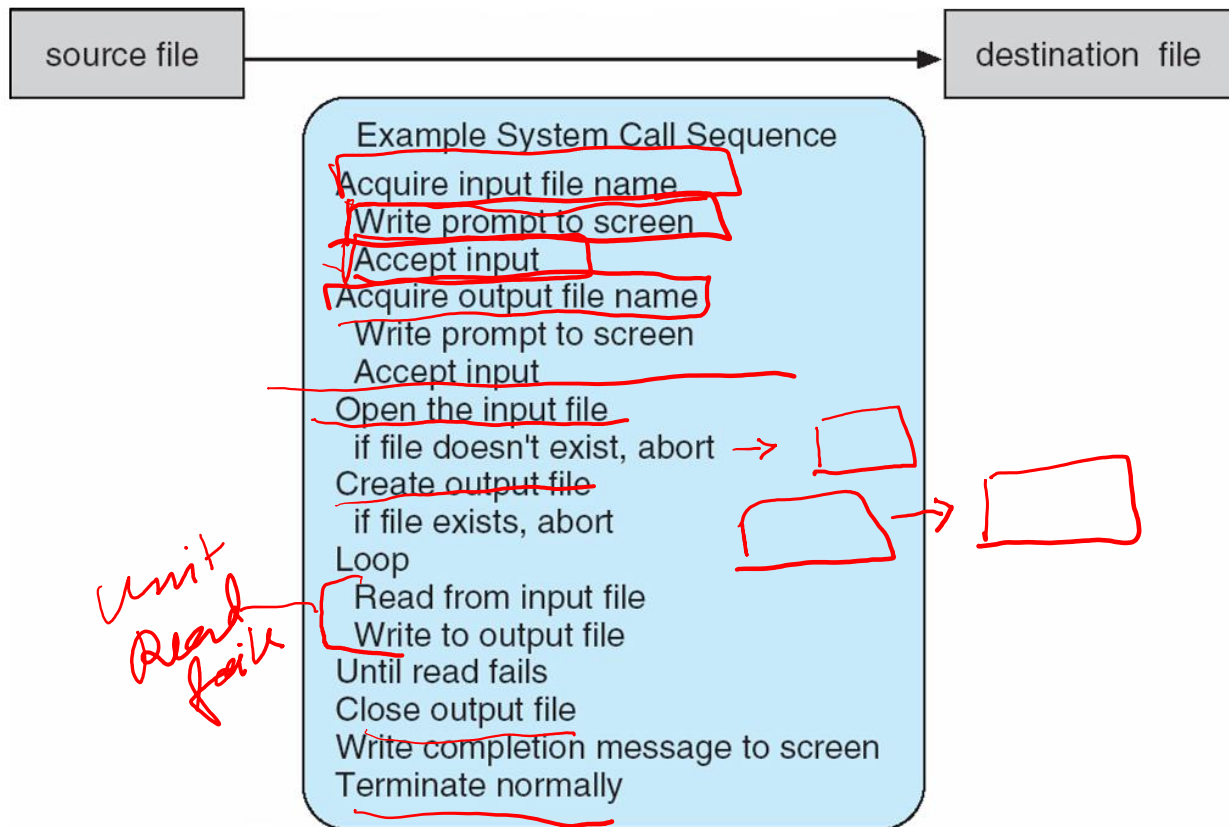 source file
destination file
Example System Call Sequence
Acquire input file name
Write prompt to screen
Accept input
Acquire output file name
Write prompt to screen
Accept input
Open the input file
if file doesn't exist, abort
Create output file
if file exists, abort
Loop
Read from input file
Write to output file
Until read fails
Close output file
Write completion message to screen
Terminate normally
Read